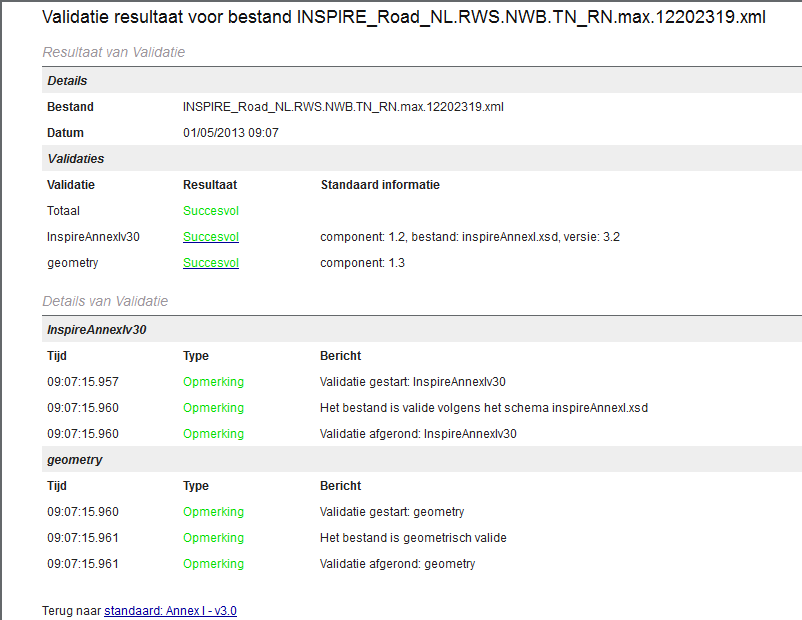 Validatie resultaat voor bestand INSPIRE_Road_NL.RWS.NWB.TN_RN.max.12202319.xml
Resultaat van Validatie
Details
Bestand INSPIRE_Road_NL.RWS.NWB.TN_RN.max.12202319.xml
Datum 01/05/2013 09:07
Validaties
Validatie Resultaat Standaard informatie
Totaal Succesvol
InspireAnnexIv30 Succesvol component: 1.2, bestand: inspireAnnexI.xsd, versie: 3.2
geometry Succesvol component: 1.3
Details van Validatie
InspireAnnexIv30
Tijd Type Bericht
09:07:15.957 Opmerking Validatie gestart: InspireAnnexIv30
09:07:15.960 Opmerking Het bestand is valide volgens het schema inspireAnnexI.xsd
09:07:15.960 Opmerking Validatie afgerond: InspireAnnexIv30
geometry
Tijd Type Bericht
09:07:15.960 Opmerking Validatie gestart: geometry
09:07:15.961 Opmerking Het bestand is geometrisch valide
09:07:15.961 Opmerking Validatie afgerond: geometry
Terug naar standaard: Annex I - v3.0